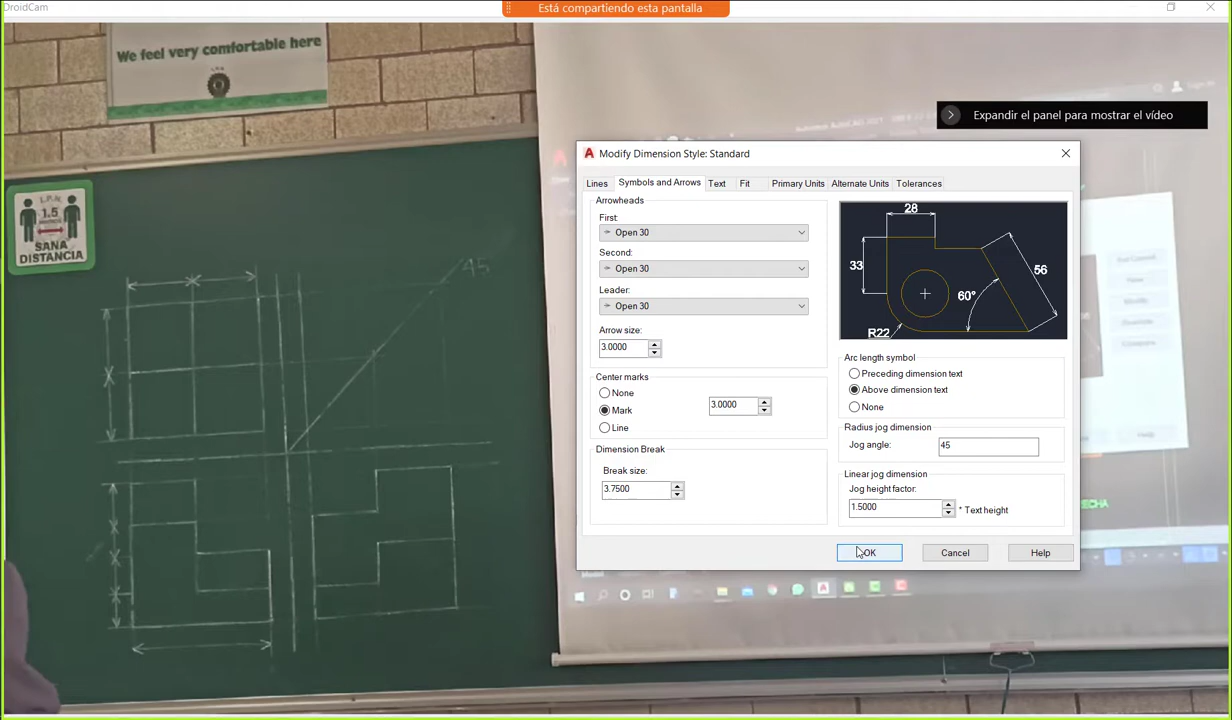 DroidCam
Está compartiendo esta pantalla
We feel very comfortable here
Expandir el panel para mostrar el vídeo
I.P.N.
1.5
SANA
DISTANCIA
45
Modify Dimension Style: Standard
Lines
Symbols and Arrows
Text
Fit
Primary Units
Alternate Units
Tolerances
Arrowheads
First:
Open 30
Second:
Open 30
Leader:
Open 30
Arrow size:
3.0000
Center marks
None
Mark
3.0000
Line
Dimension Break
Break size:
3.7500
28
33
56
60°
R22
Arc length symbol
Preceding dimension text
Above dimension text
None
Radius jog dimension
Jog angle:
45
Linear jog dimension
Jog height factor:
1.5000
* Text height
OK
Cancel
Help